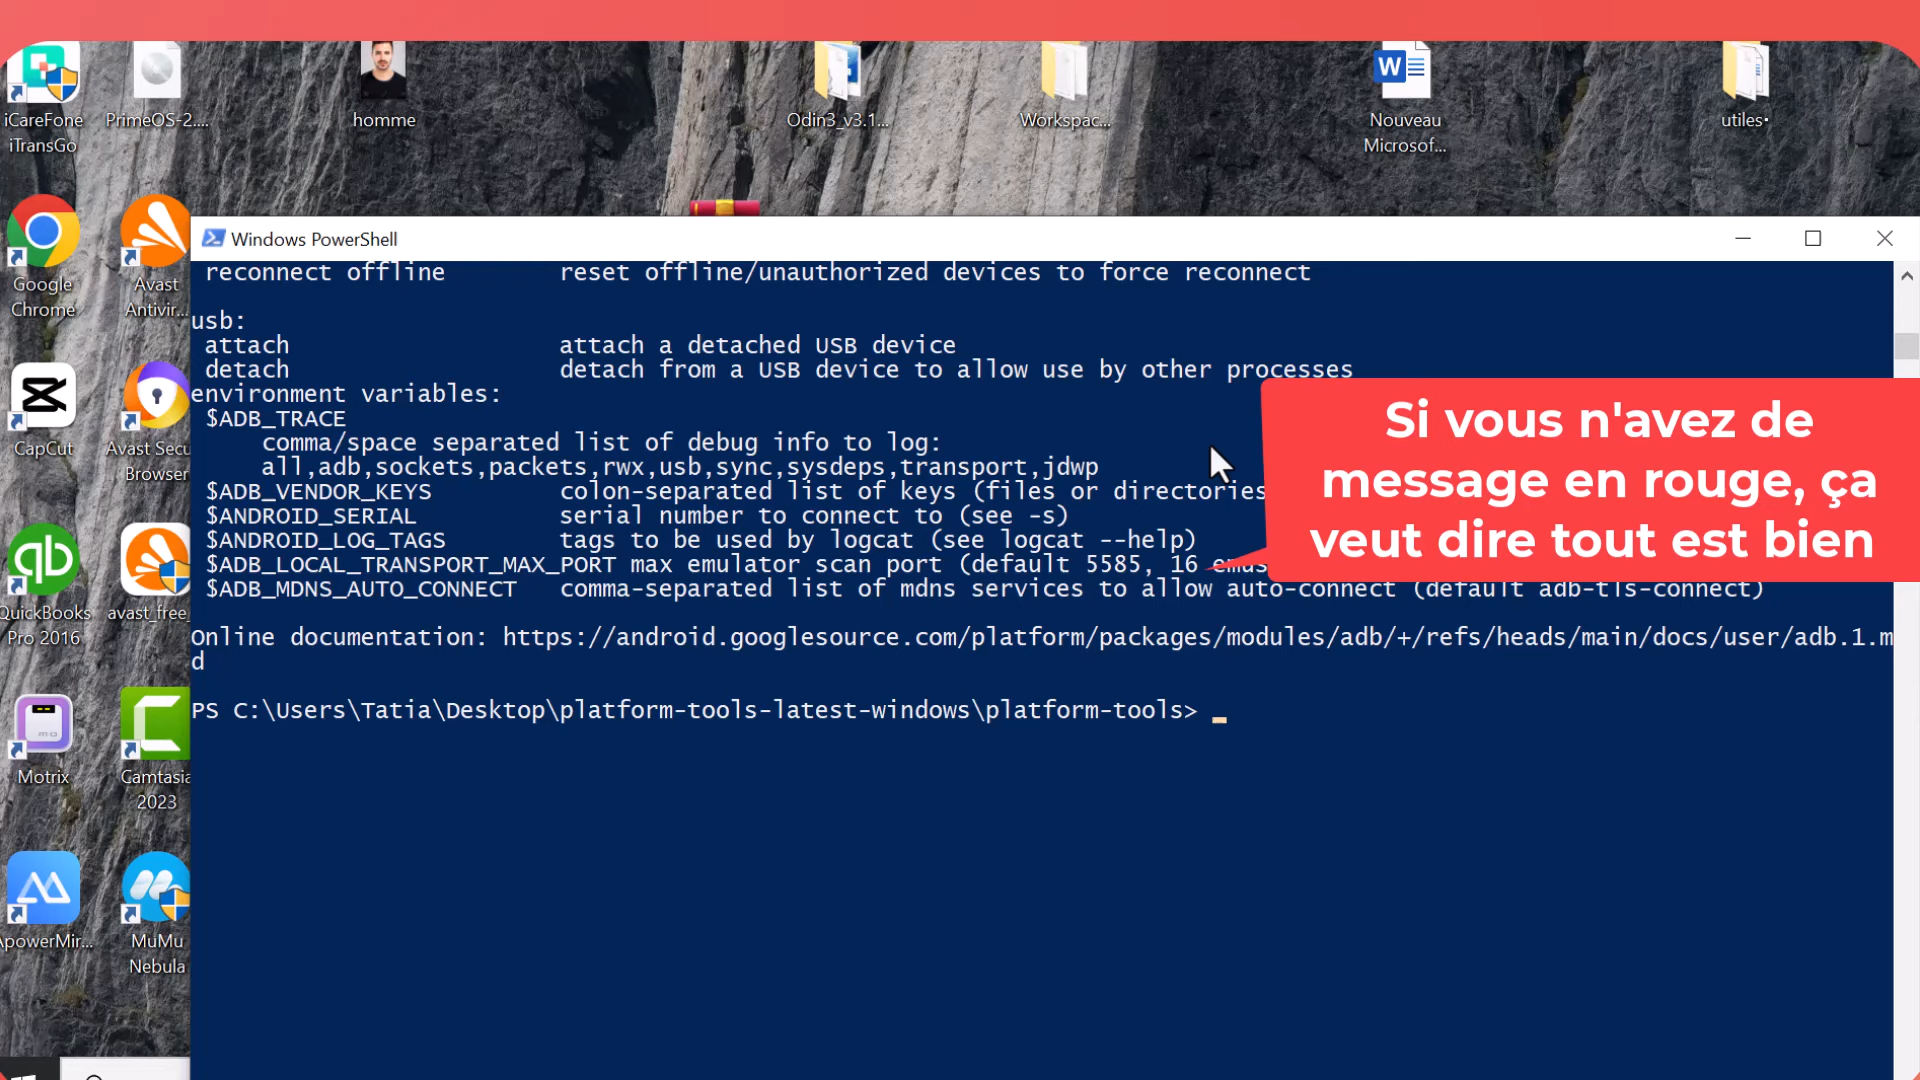 iCareFone
iTransGo
PrimeOS-2....
homme
Odin3_v3.1...
Workspac...
Nouveau
Microsof...
utiles•
Google
Chrome
Avast
Antivir...
CapCut
Avast Secu
Browser
QuickBooks
Pro 2016
avast_free_
Motrix
Camtasia
2023
ApowerMir...
MuMu
Nebula
Windows PowerShell
reconnect offline reset offline/unauthorized devices to force reconnect
usb:
attach attach a detached USB device
detach detach from a USB device to allow use by other processes
environment variables:
$ADB_TRACE
comma/space separated list of debug info to log:
all,adb,sockets,packets,rwx,usb,sync,sysdeps,transport,jdwp
$ADB_VENDOR_KEYS colon-separated list of keys (files or directories
$ANDROID_SERIAL serial number to connect to (see -s)
$ANDROID_LOG_TAGS tags to be used by logcat (see logcat --help)
$ADB_LOCAL_TRANSPORT_MAX_PORT max emulator scan port (default 5585, 16 emus
$ADB_MDNS_AUTO_CONNECT comma-separated list of mdns services to allow auto-connect (default adb-tls-connect)
Online documentation: https://android.googlesource.com/platform/packages/modules/adb/+/refs/heads/main/docs/user/adb.1.m
d
PS C:\Users\Tatia\Desktop\platform-tools-latest-windows\platform-tools>
Si vous n'avez de
message en rouge, ça
veut dire tout est bien